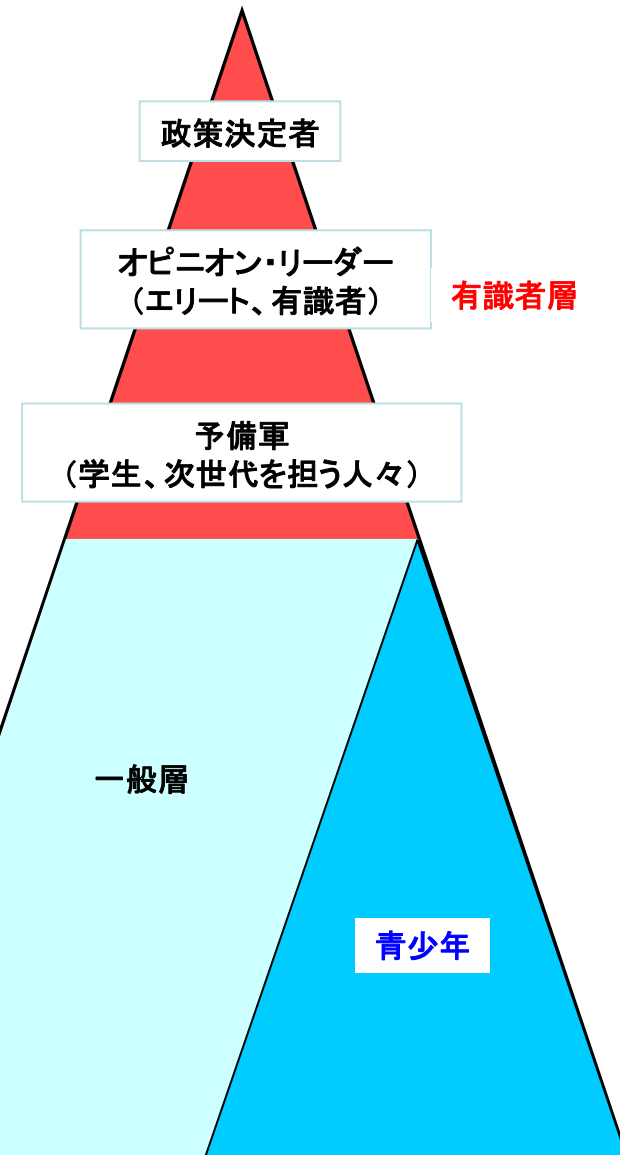 政策決定者
オピニオン・リーダー
（エリート、有識者）
有識者層
予備軍
（学生、次世代を担う人々）
一般層
青少年